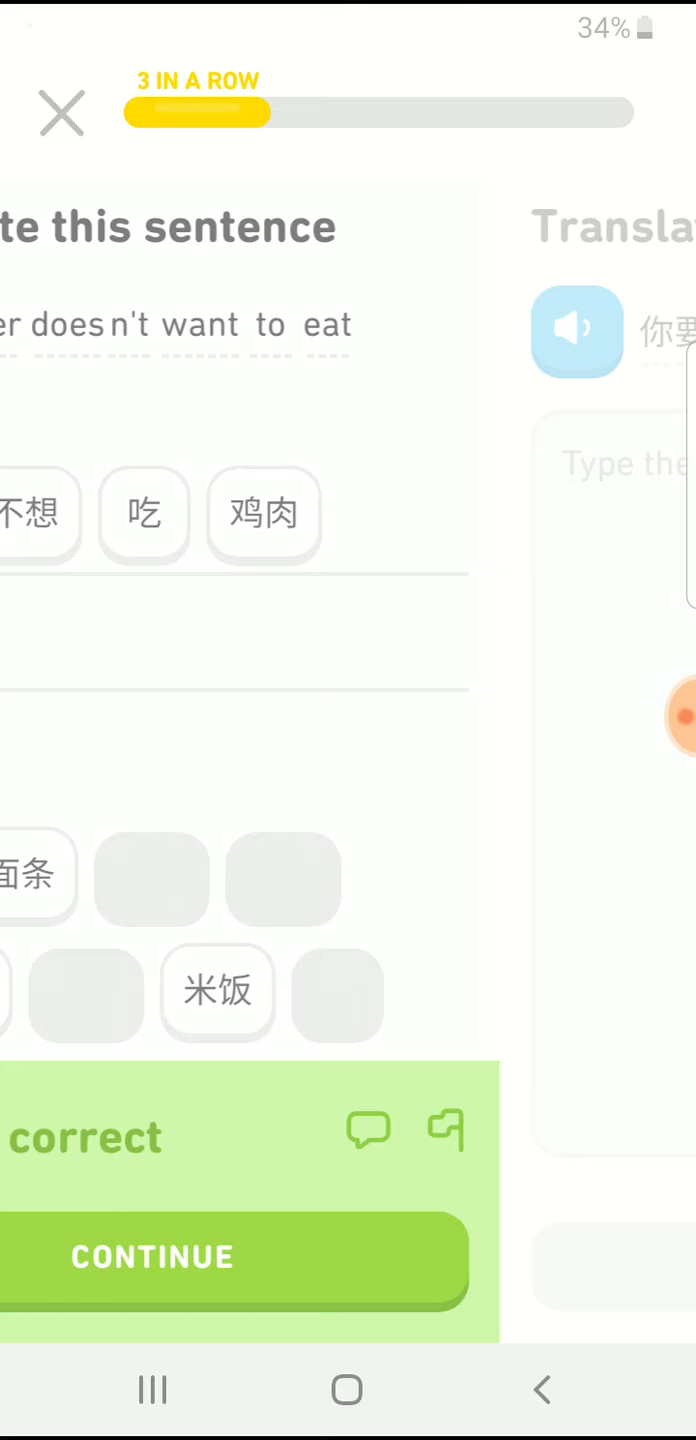 34%
3 IN A ROW
te this sentence
Transla
er doesn't want to eat
你要
Type the
不想 吃 鸡肉
面条
米饭
correct
CONTINUE